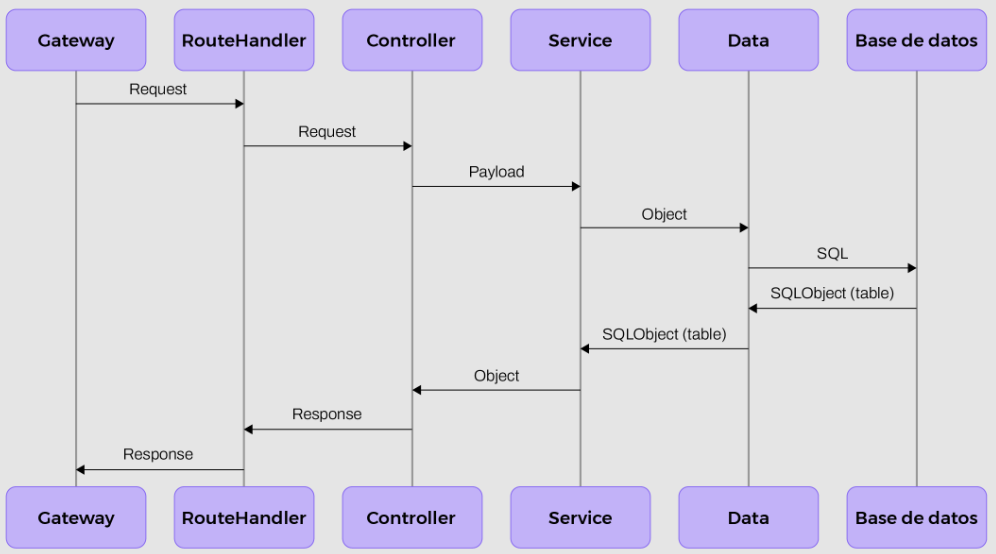 Gateway
RouteHandler
Controller
Service
Data
Base de datos
Request
Request
Payload
Object
SQL
SQLObject (table)
SQLObject (table)
Object
Response
Response
Gateway
RouteHandler
Controller
Service
Data
Base de datos